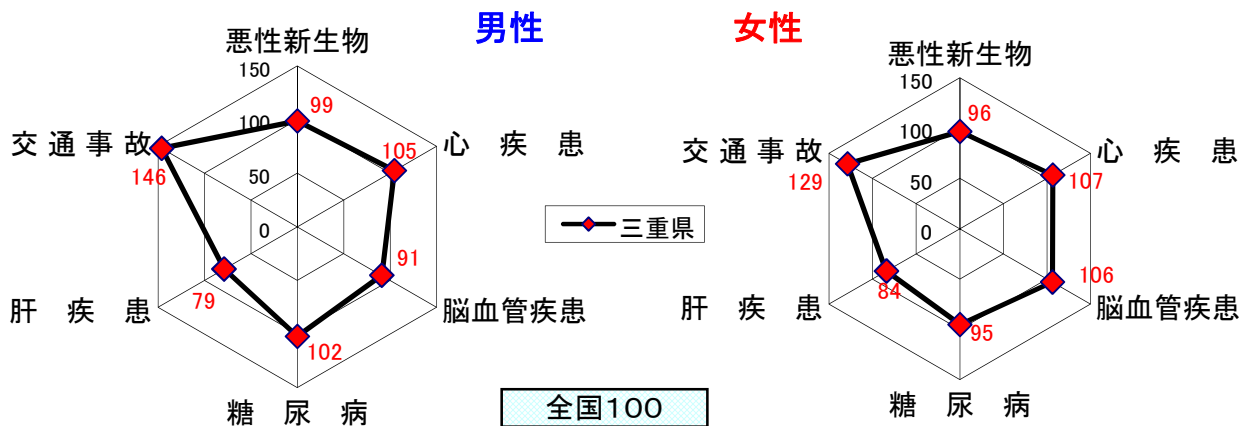 男性
悪性新生物
150
100
50
0
99
105
91
102
79
146
心疾患
脳血管疾患
糖尿病
肝疾患
交通事故
三重県
全国100
女性
悪性新生物
150
100
50
0
96
107
106
95
84
129
心疾患
脳血管疾患
糖尿病
肝疾患
交通事故